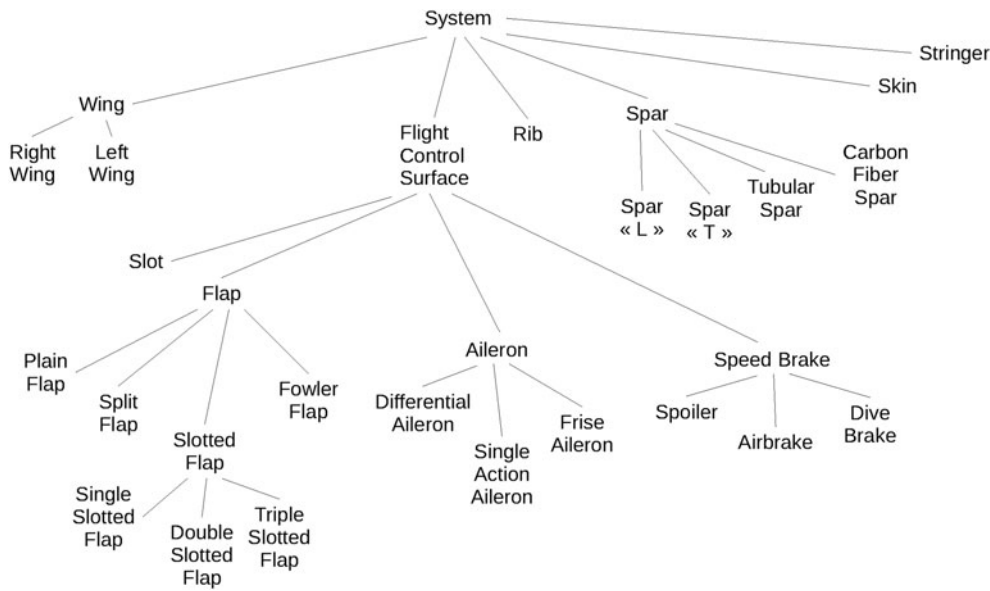 System
Stringer
Skin
Wing
Spar
Flight
Control
Surface
Rib
Right
Wing
Left
Wing
Carbon
Fiber
Spar
Tubular
Spar
Spar
« L »
Spar
« T »
Slot
Flap
Aileron
Speed Brake
Plain
Flap
Split
Flap
Fowler
Flap
Slotted
Flap
Differential
Aileron
Single
Action
Aileron
Frise
Aileron
Spoiler
Airbrake
Dive
Brake
Single
Slotted
Flap
Double
Slotted
Flap
Triple
Slotted
Flap